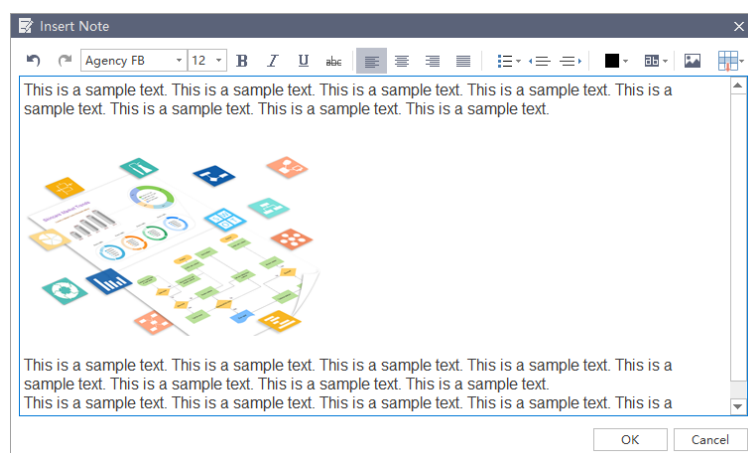 Insert Note
Agency FB 12 B I U abc ab
This is a sample text. This is a sample text. This is a sample text. This is a sample text. This is a
sample text. This is a sample text. This is a sample text. This is a sample text.
This is a sample text. This is a sample text. This is a sample text. This is a sample text. This is a
sample text. This is a sample text. This is a sample text. This is a sample text.
This is a sample text. This is a sample text. This is a sample text. This is a sample text. This is a
OK Cancel